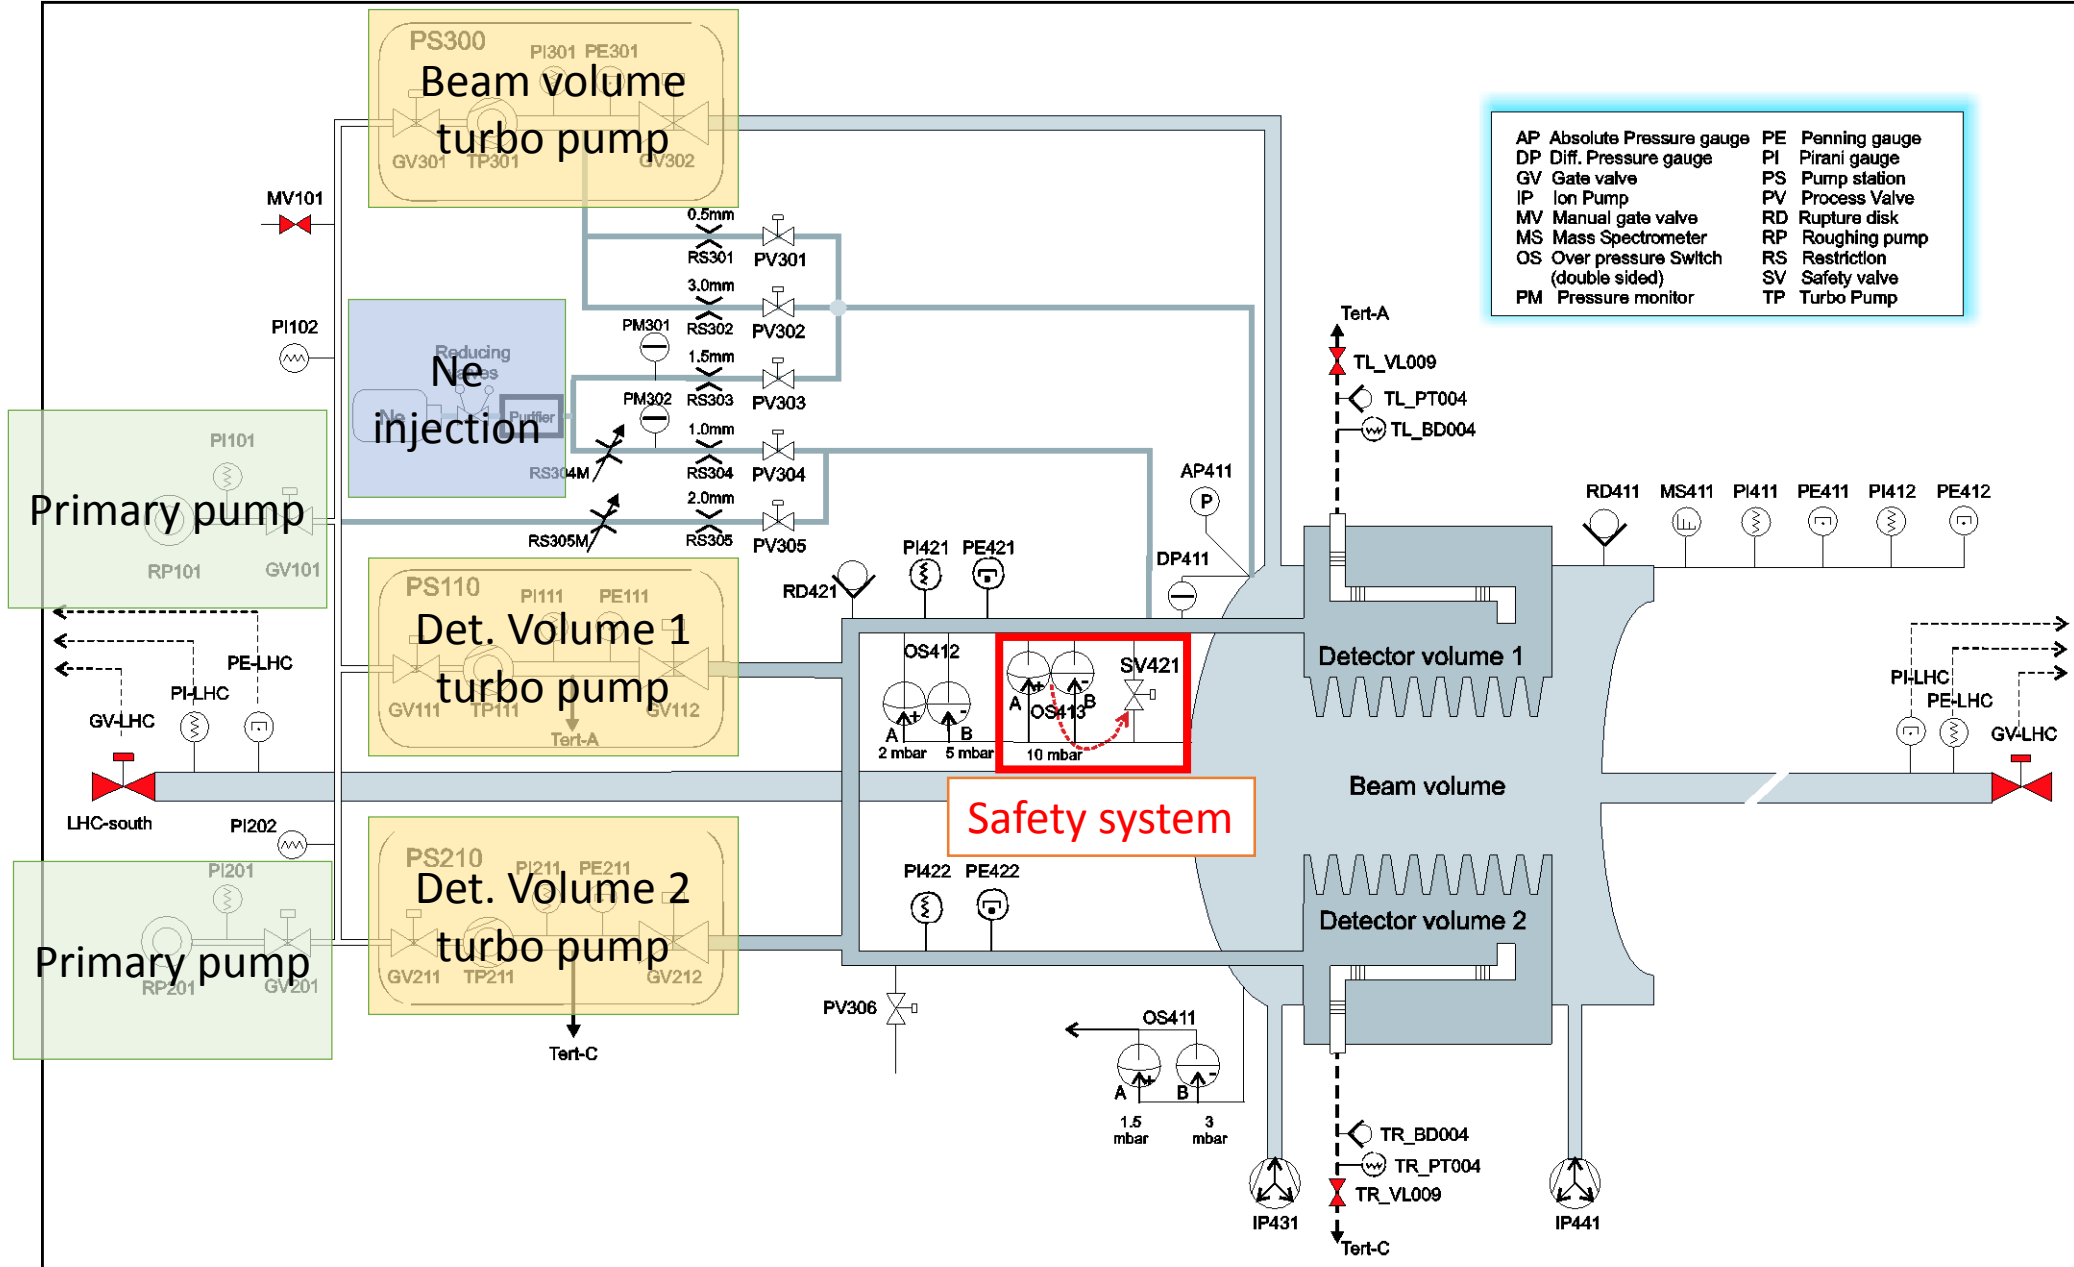 PS300
PI301 PE301
Beam volume
turbo pump
GV301 TP301 GV302
AP Absolute Pressure gauge PE Penning gauge
DP Diff. Pressure gauge PI Pirani gauge
GV Gate valve PS Pump station
IP Ion Pump PV Process Valve
MV Manual gate valve RD Rupture disk
MS Mass Spectrometer RP Roughing pump
OS Over pressure Switch RS Restriction
(double sided) SV Safety valve
PM Pressure monitor TP Turbo Pump
MV101
0.5mm
RS301 PV301
3.0mm
RS302 PV302
PM301
1.5mm
RS303 PV303
PM302
1.0mm
RS304 PV304
RS304M
2.0mm
RS305 PV305
RS305M
PI102
Reducing
valves
Ne
Ne
Purifier
injection
Tert-A
TL_VL009
TL_PT004
TL_BD004
AP411
P
DP411
RD411 MS411 PI411 PE411 PI412 PE412
PI101
Primary pump
RP101 GV101
PS110
PI111 PE111
Det. Volume 1
turbo pump
GV111 TP111 GV112
Tert-A
RD421
PI421 PE421
OS412
A + B -
2 mbar 5 mbar
A + B -
OS413
SV421
10 mbar
Safety system
Detector volume 1
Beam volume
Detector volume 2
PE-LHC
PI-LHC
GV-LHC
LHC-south
PI-LHC
PE-LHC
GV-LHC
PI202
PI201
Primary pump
RP201 GV201
PS210
PI211 PE211
Det. Volume 2
turbo pump
GV211 TP211 GV212
Tert-C
PI422 PE422
PV306
OS411
A + B -
1.5 3
mbar mbar
TR_BD004
TR_PT004
TR_VL009
Tert-C
IP431
IP441